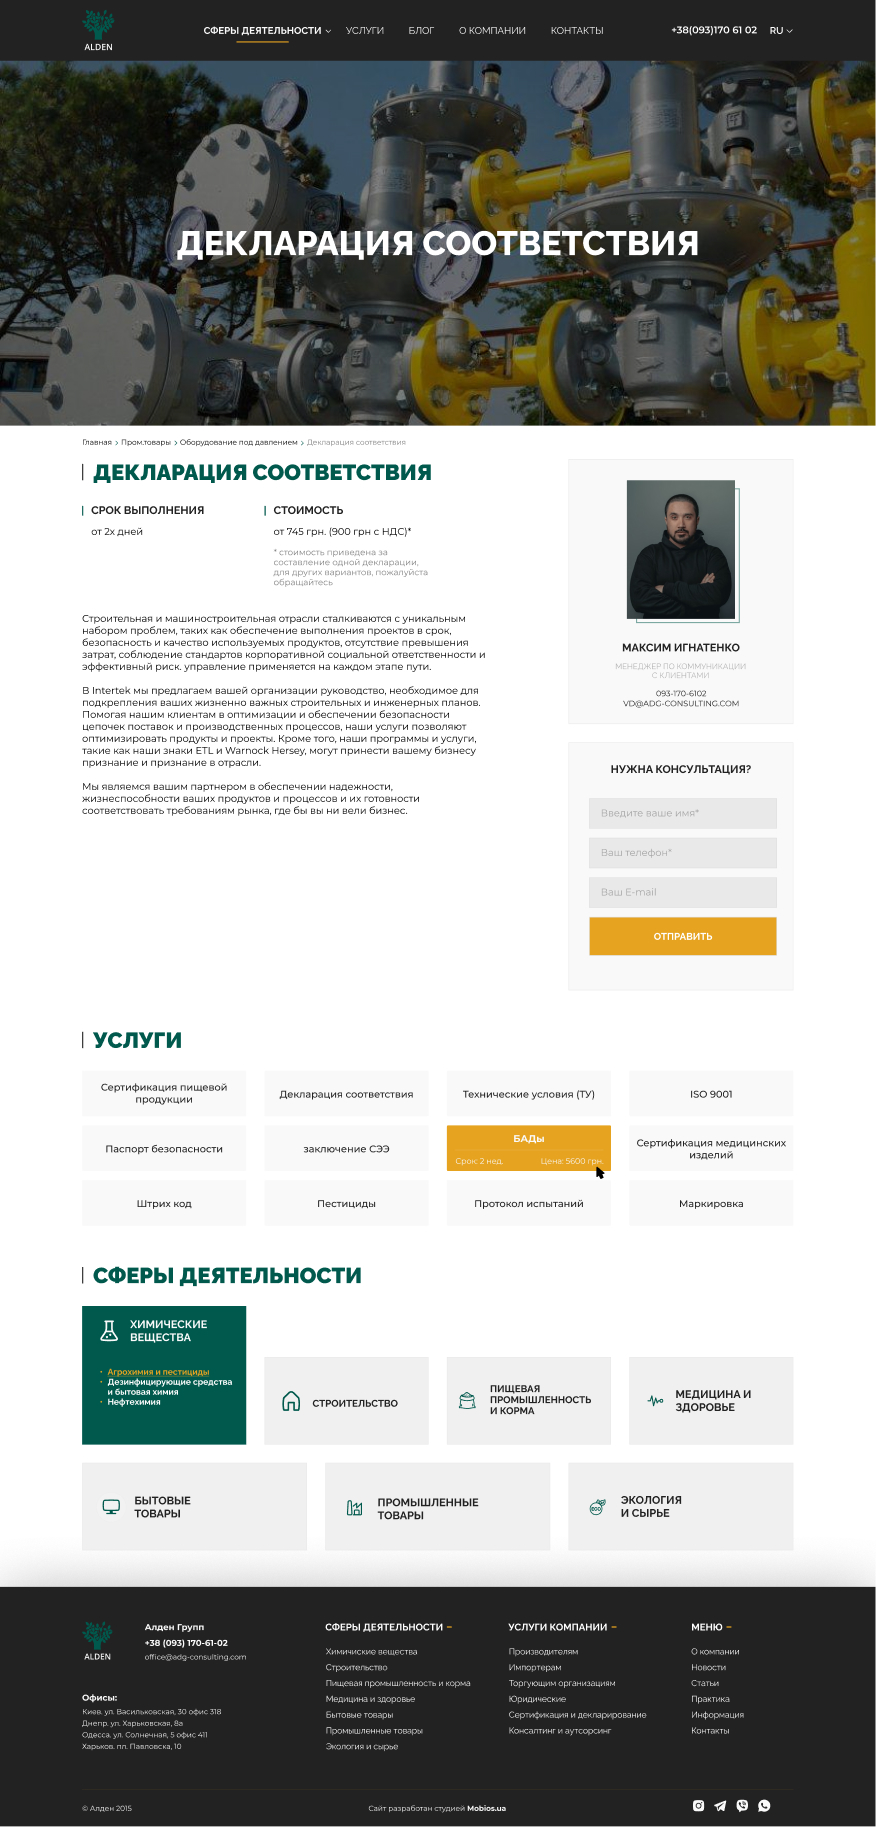 ALDEN
СФЕРЫ ДЕЯТЕЛЬНОСТИ УСЛУГИ БЛОГ О КОМПАНИИ КОНТАКТЫ +38(093)170 61 02 RU
ДЕКЛАРАЦИЯ СООТВЕТСТВИЯ
Главная > Пром.товары > Оборудование под давлением > Декларация соответствия
ДЕКЛАРАЦИЯ СООТВЕТСТВИЯ
СРОК ВЫПОЛНЕНИЯ
от 2х дней
СТОИМОСТЬ
от 745 грн. (900 грн с НДС)*
* стоимость приведена за
составление одной декларации,
для других вариантов, пожалуйста
обращайтесь
Строительная и машиностроительная отрасли сталкиваются с уникальным
набором проблем, таких как обеспечение выполнения проектов в срок,
безопасность и качество используемых продуктов, отсутствие превышения
затрат, соблюдение стандартов корпоративной социальной ответственности и
эффективный риск. управление применяется на каждом этапе пути.
В Intertek мы предлагаем вашей организации руководство, необходимое для
подкрепления ваших жизненно важных строительных и инженерных планов.
Помогая нашим клиентам в оптимизации и обеспечении безопасности
цепочек поставок и производственных процессов, наши услуги позволяют
оптимизировать продукты и проекты. Кроме того, наши программы и услуги,
такие как наши знаки ETL и Warnock Hersey, могут принести вашему бизнесу
признание и признание в отрасли.
Мы являемся вашим партнером в обеспечении надежности,
жизнеспособности ваших продуктов и процессов и их готовности
соответствовать требованиям рынка, где бы вы ни вели бизнес.
МАКСИМ ИГНАТЕНКО
МЕНЕДЖЕР ПО КОММУНИКАЦИИ
С КЛИЕНТАМИ
093-170-6102
VD@ADG-CONSULTING.COM
НУЖНА КОНСУЛЬТАЦИЯ?
Введите ваше имя*
Ваш телефон*
Ваш E-mail
ОТПРАВИТЬ
УСЛУГИ
Сертификация пищевой
продукции
Декларация соответствия
Технические условия (ТУ)
ISO 9001
Паспорт безопасности
заключение СЭЭ
БАДы
Срок: 2 нед. Цена: 5600 грн.
Сертификация медицинских
изделий
Штрих код
Пестициды
Протокол испытаний
Маркировка
СФЕРЫ ДЕЯТЕЛЬНОСТИ
ХИМИЧЕСКИЕ
ВЕЩЕСТВА
· Агрохимия и пестициды
· Дезинфицирующие средства
и бытовая химия
· Нефтехимия
СТРОИТЕЛЬСТВО
ПИЩЕВАЯ
ПРОМЫШЛЕННОСТЬ
И КОРМА
МЕДИЦИНА И
ЗДОРОВЬЕ
БЫТОВЫЕ
ТОВАРЫ
ПРОМЫШЛЕННЫЕ
ТОВАРЫ
ECO
ЭКОЛОГИЯ
И СЫРЬЕ
ALDEN
Алден Групп
+38 (093) 170-61-02
office@adg-consulting.com
Офисы:
Киев. ул. Васильковская, 30 офис 318
Днепр. ул. Харьковская, 8а
Одесса. ул. Солнечная, 5 офис 411
Харьков. пл. Павловска, 10
СФЕРЫ ДЕЯТЕЛЬНОСТИ –
Химичиские вещества
Строительство
Пищевая промышленность и корма
Медицина и здоровье
Бытовые товары
Промышленные товары
Экология и сырье
УСЛУГИ КОМПАНИИ –
Производителям
Импортерам
Торгующим организациям
Юридические
Сертификация и декларирование
Консалтинг и аутсорсинг
МЕНЮ –
О компании
Новости
Статьи
Практика
Информация
Контакты
© Алден 2015
Сайт разработан студией Mobios.ua